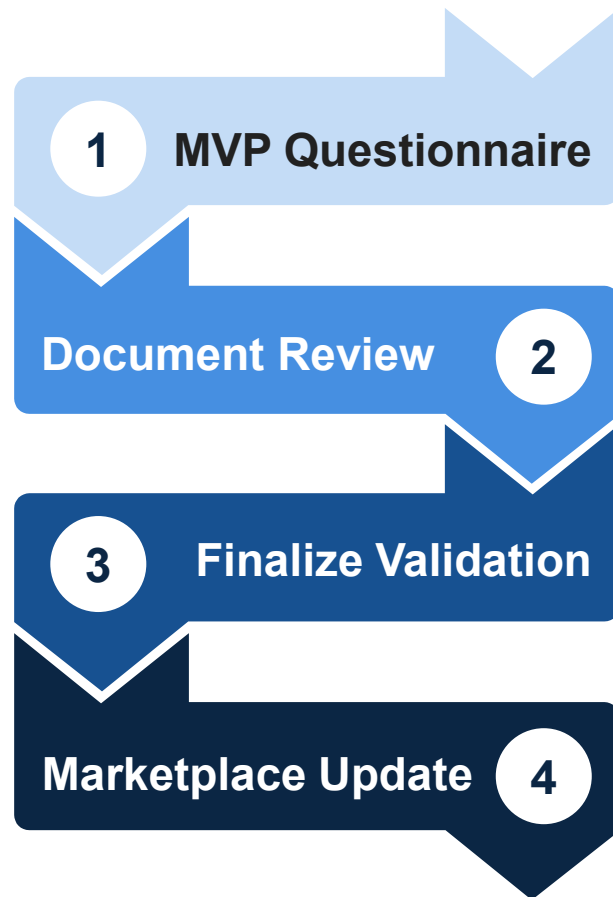 1 MVP Questionnaire
Document Review 2
3 Finalize Validation
Marketplace Update 4